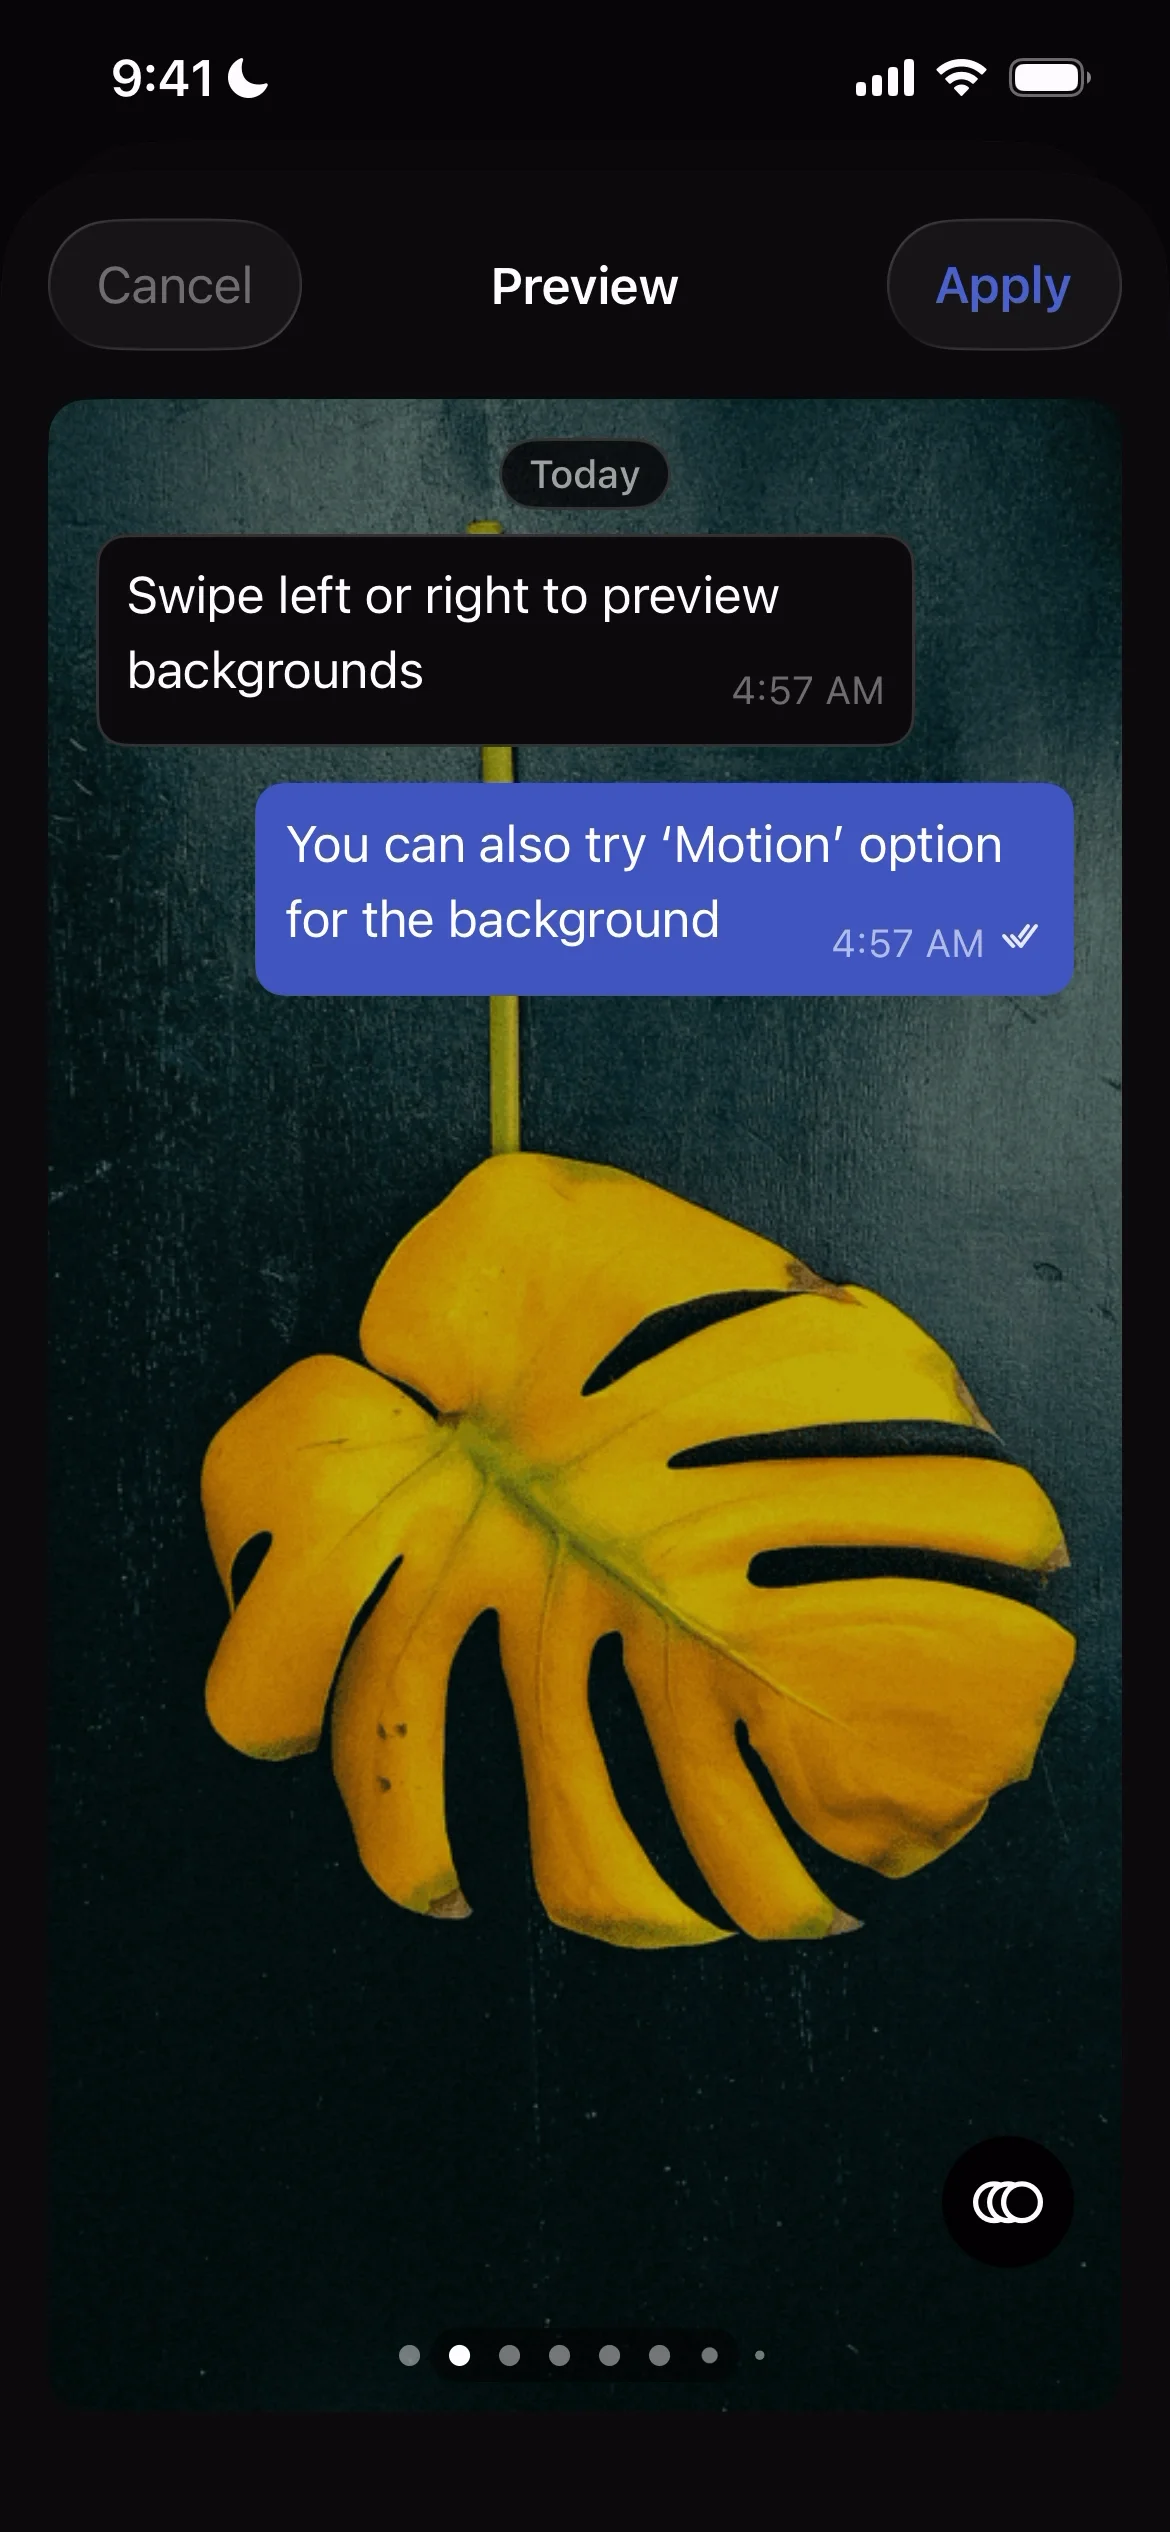 9:41
Cancel
Preview
Apply
Today
Swipe left or right to preview
backgrounds
4:57 AM
You can also try ‘Motion’ option
for the background
4:57 AM